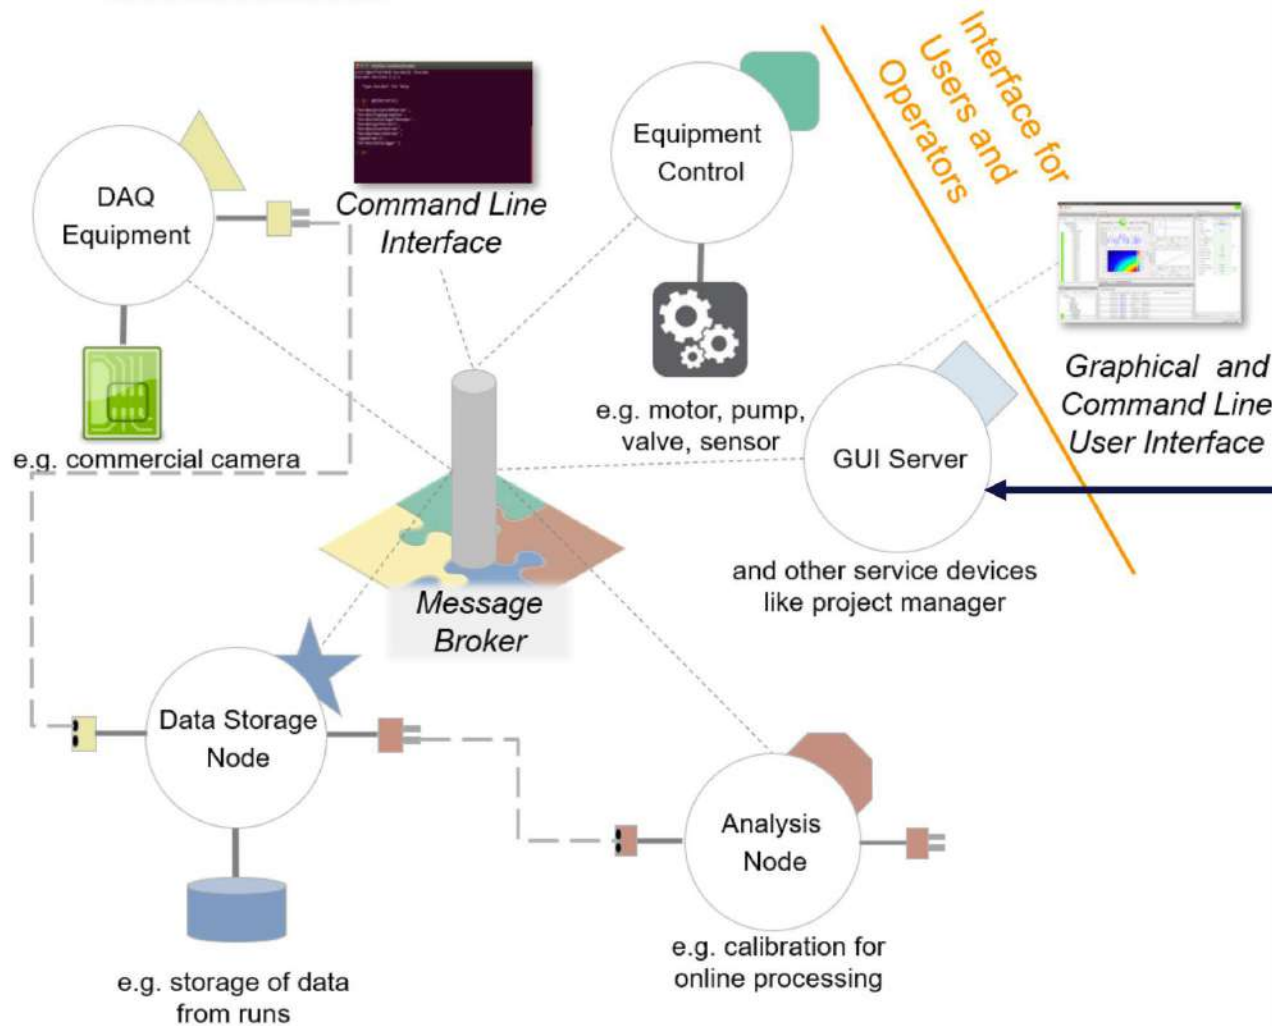 Interface for
Users and
Operators
Equipment
Control
DAQ
Equipment
Command Line
Interface
e.g. commercial camera
e.g. motor, pump,
valve, sensor
Graphical and
Command Line
User Interface
GUI Server
and other service devices
like project manager
Message
Broker
Data Storage
Node
Analysis
Node
e.g. storage of data
from runs
e.g. calibration for
online processing